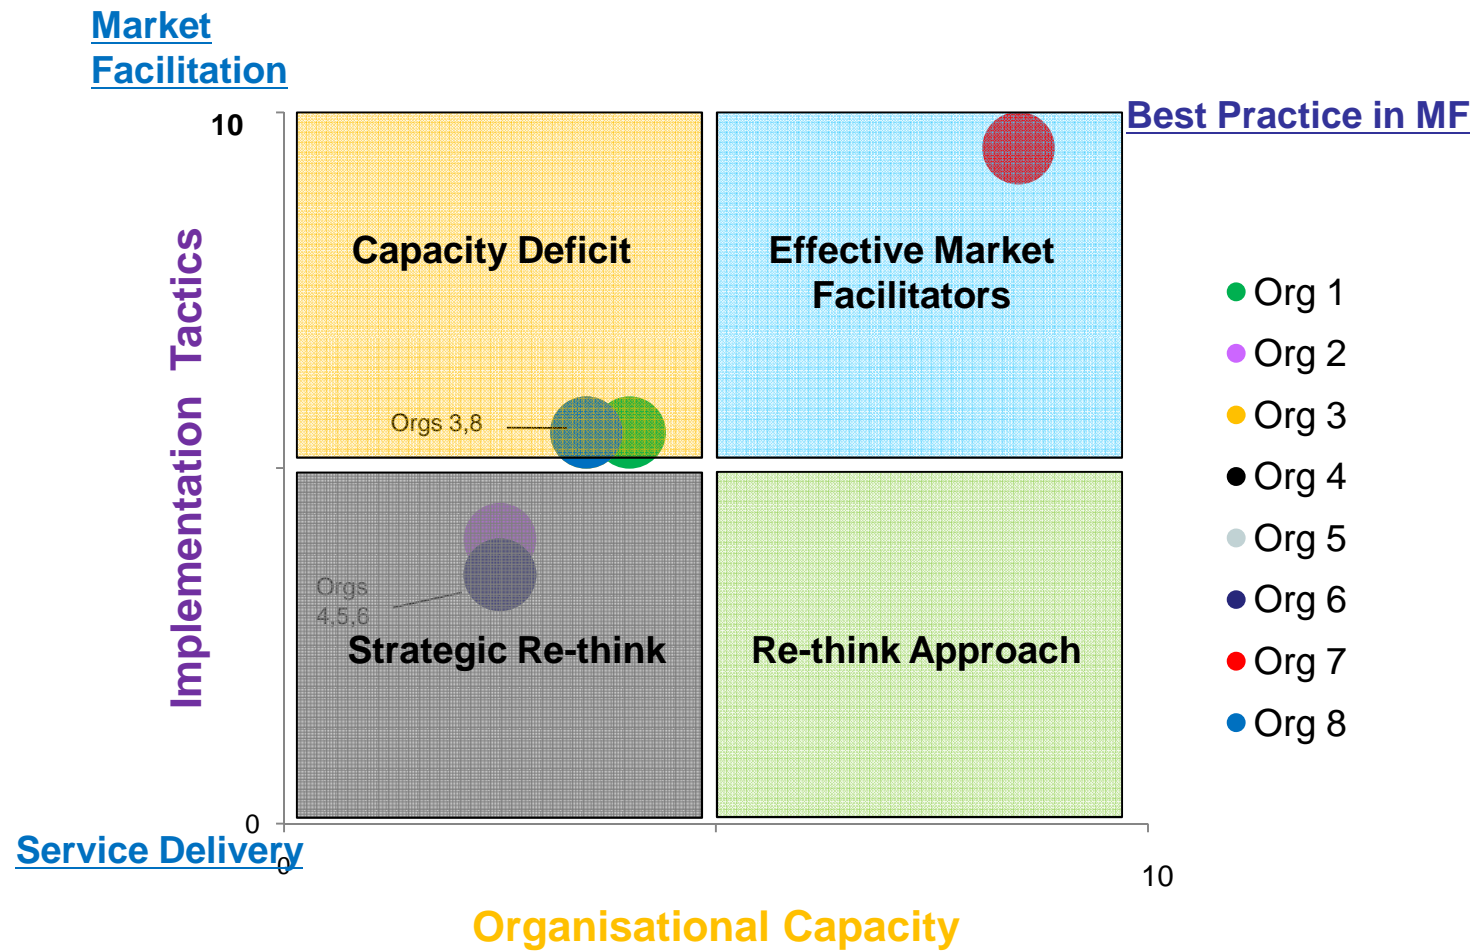 Market
Facilitation
10
Best Practice in MF
Implementation Tactics
Capacity Deficit
Effective Market
Facilitators
Orgs 3,8
Orgs
4,5,6
Strategic Re-think
Re-think Approach
Org 1
Org 2
Org 3
Org 4
Org 5
Org 6
Org 7
Org 8
0
Service Delivery
0
10
Organisational Capacity